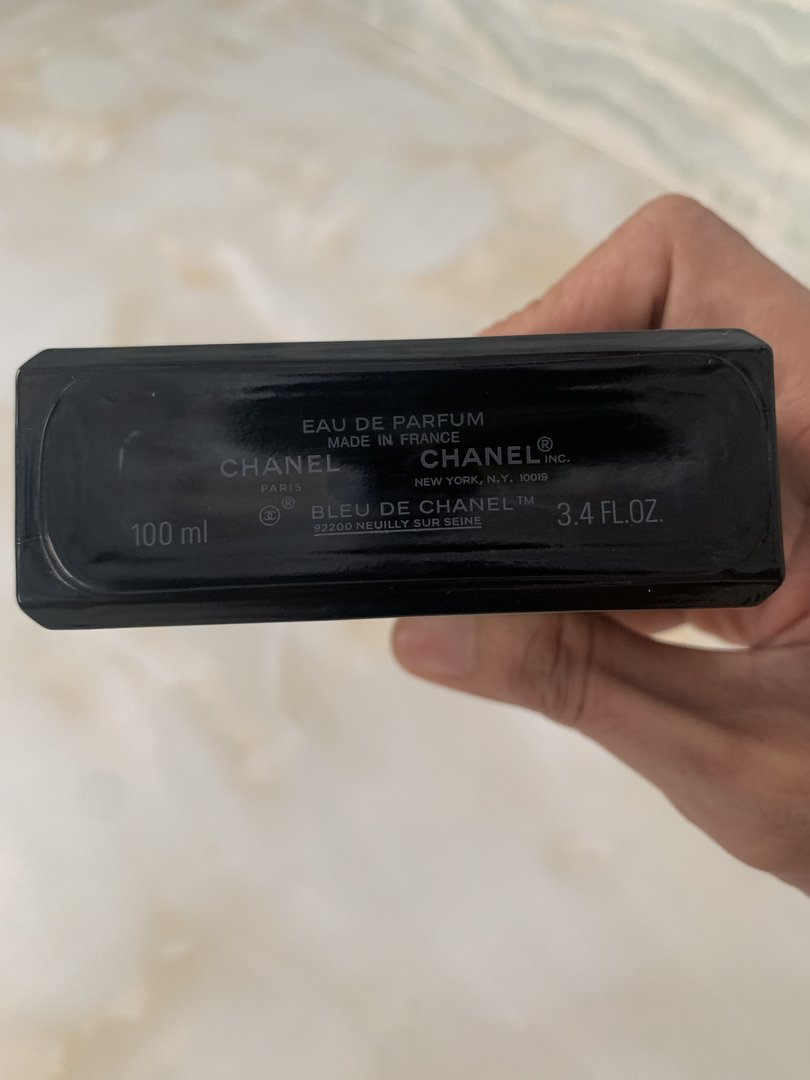 EAU DE PARFUM
MADE IN FRANCE
CHANEL
PARIS
CHANEL® INC.
NEW YORK, N.Y. 10019
®
BLEU DE CHANEL™
92200 NEUILLY SUR SEINE
100 ml
3.4 FL.OZ.